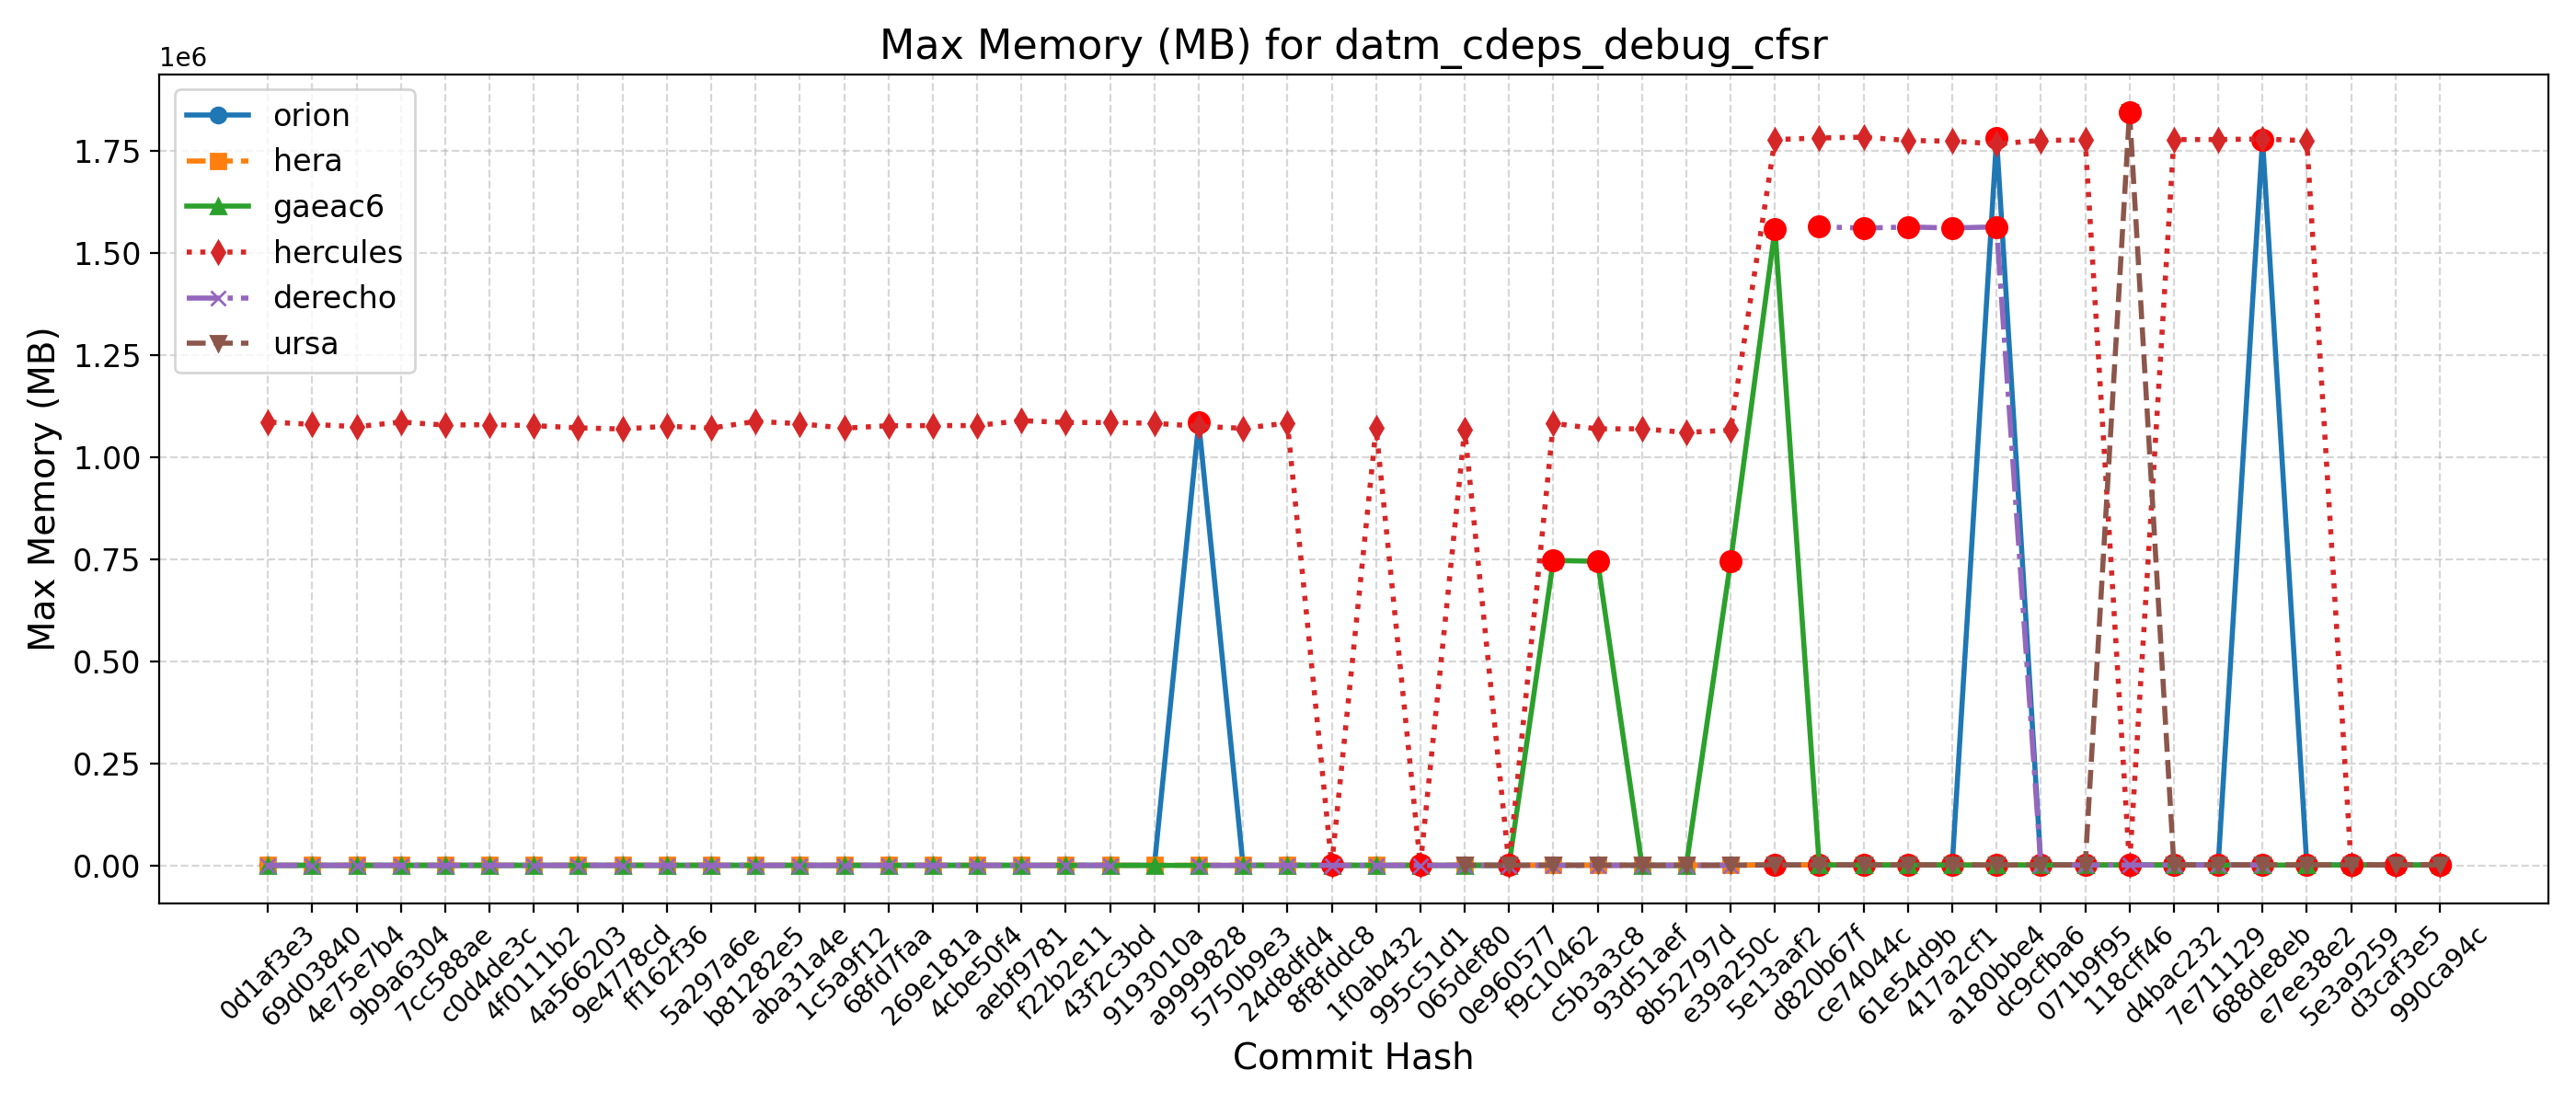 Max Memory (MB) for datm_cdeps_debug_cfsr
1e6
1.75
1.50
1.25
1.00
0.75
0.50
0.25
0.00
Max Memory (MB)
orion
hera
gaeac6
hercules
derecho
ursa
0d1af3e3
69d03840
4e75e7b4
9b9a6304
7cc588ae
c0d4de3c
4f0111b2
4a566203
9e4778cd
ff162f36
5a297a6e
b81282e5
aba31a4e
1c5a9f12
68fd7faa
269e181a
4cbe50f4
aebf9781
f22b2e11
43f2c3bd
9193010a
a9999828
5750b9e3
24d8dfd4
8f8fddc8
1f0ab432
995c51d1
065def80
0e960577
f9c10462
c5b3a3c8
93d51aef
8b52797d
e39a250c
5e13aaf2
d820b67f
ce74044c
61e54d9b
417a2cf1
a180bbe4
dc9cfba6
071b9f95
118cff46
d4bac232
7e711129
688de8eb
e7ee38e2
5e3a9259
d3caf3e5
990ca94c
Commit Hash